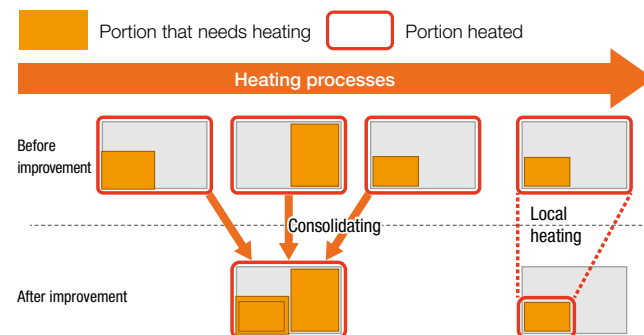 Portion that needs heating
Portion heated
Heating processes
Before
improvement
Consolidating
Local
heating
After improvement